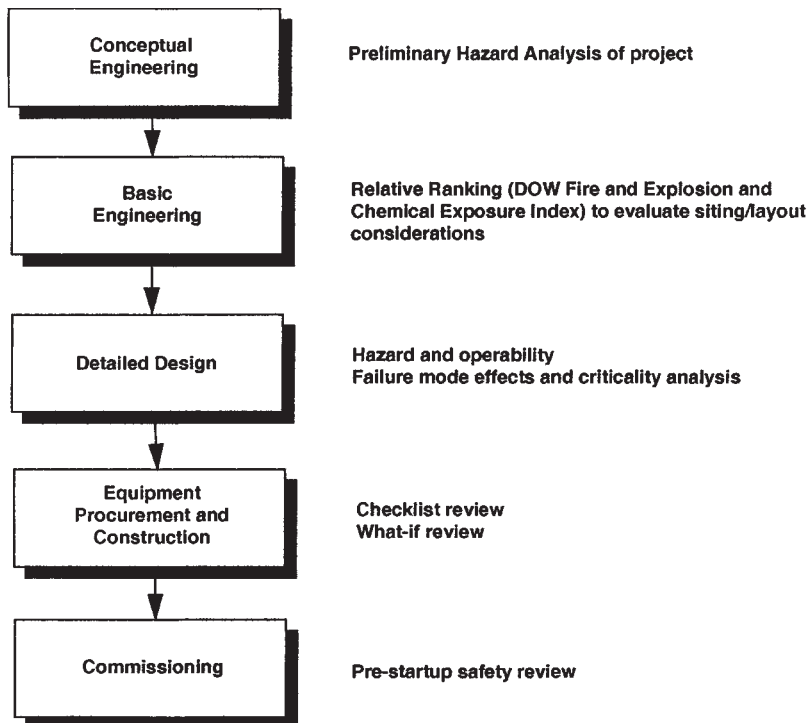 Conceptual
Engineering
Preliminary Hazard Analysis of project
Basic
Engineering
Relative Ranking (DOW Fire and Explosion and
Chemical Exposure Index) to evaluate siting/layout
considerations
Detailed Design
Hazard and operability
Failure mode effects and criticality analysis
Equipment
Procurement and
Construction
Checklist review
What-if review
Commissioning
Pre-startup safety review